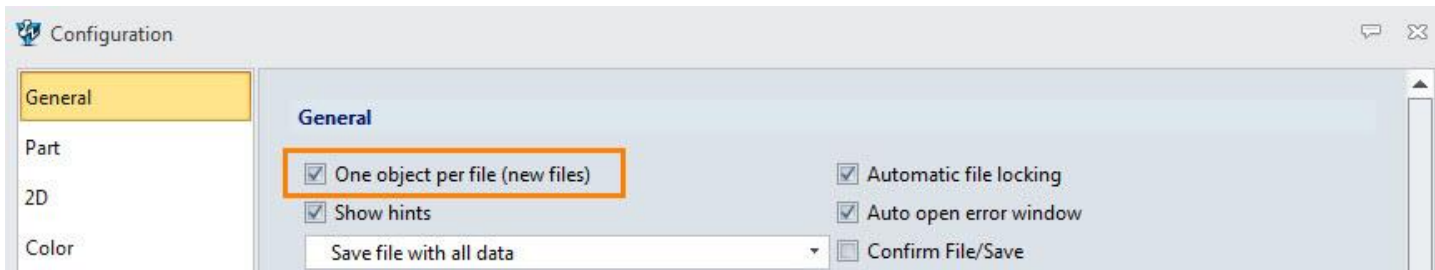 Configuration
General
Part
2D
Color
General
One object per file (new files)
Automatic file locking
Show hints
Auto open error window
Save file with all data
Confirm File/Save